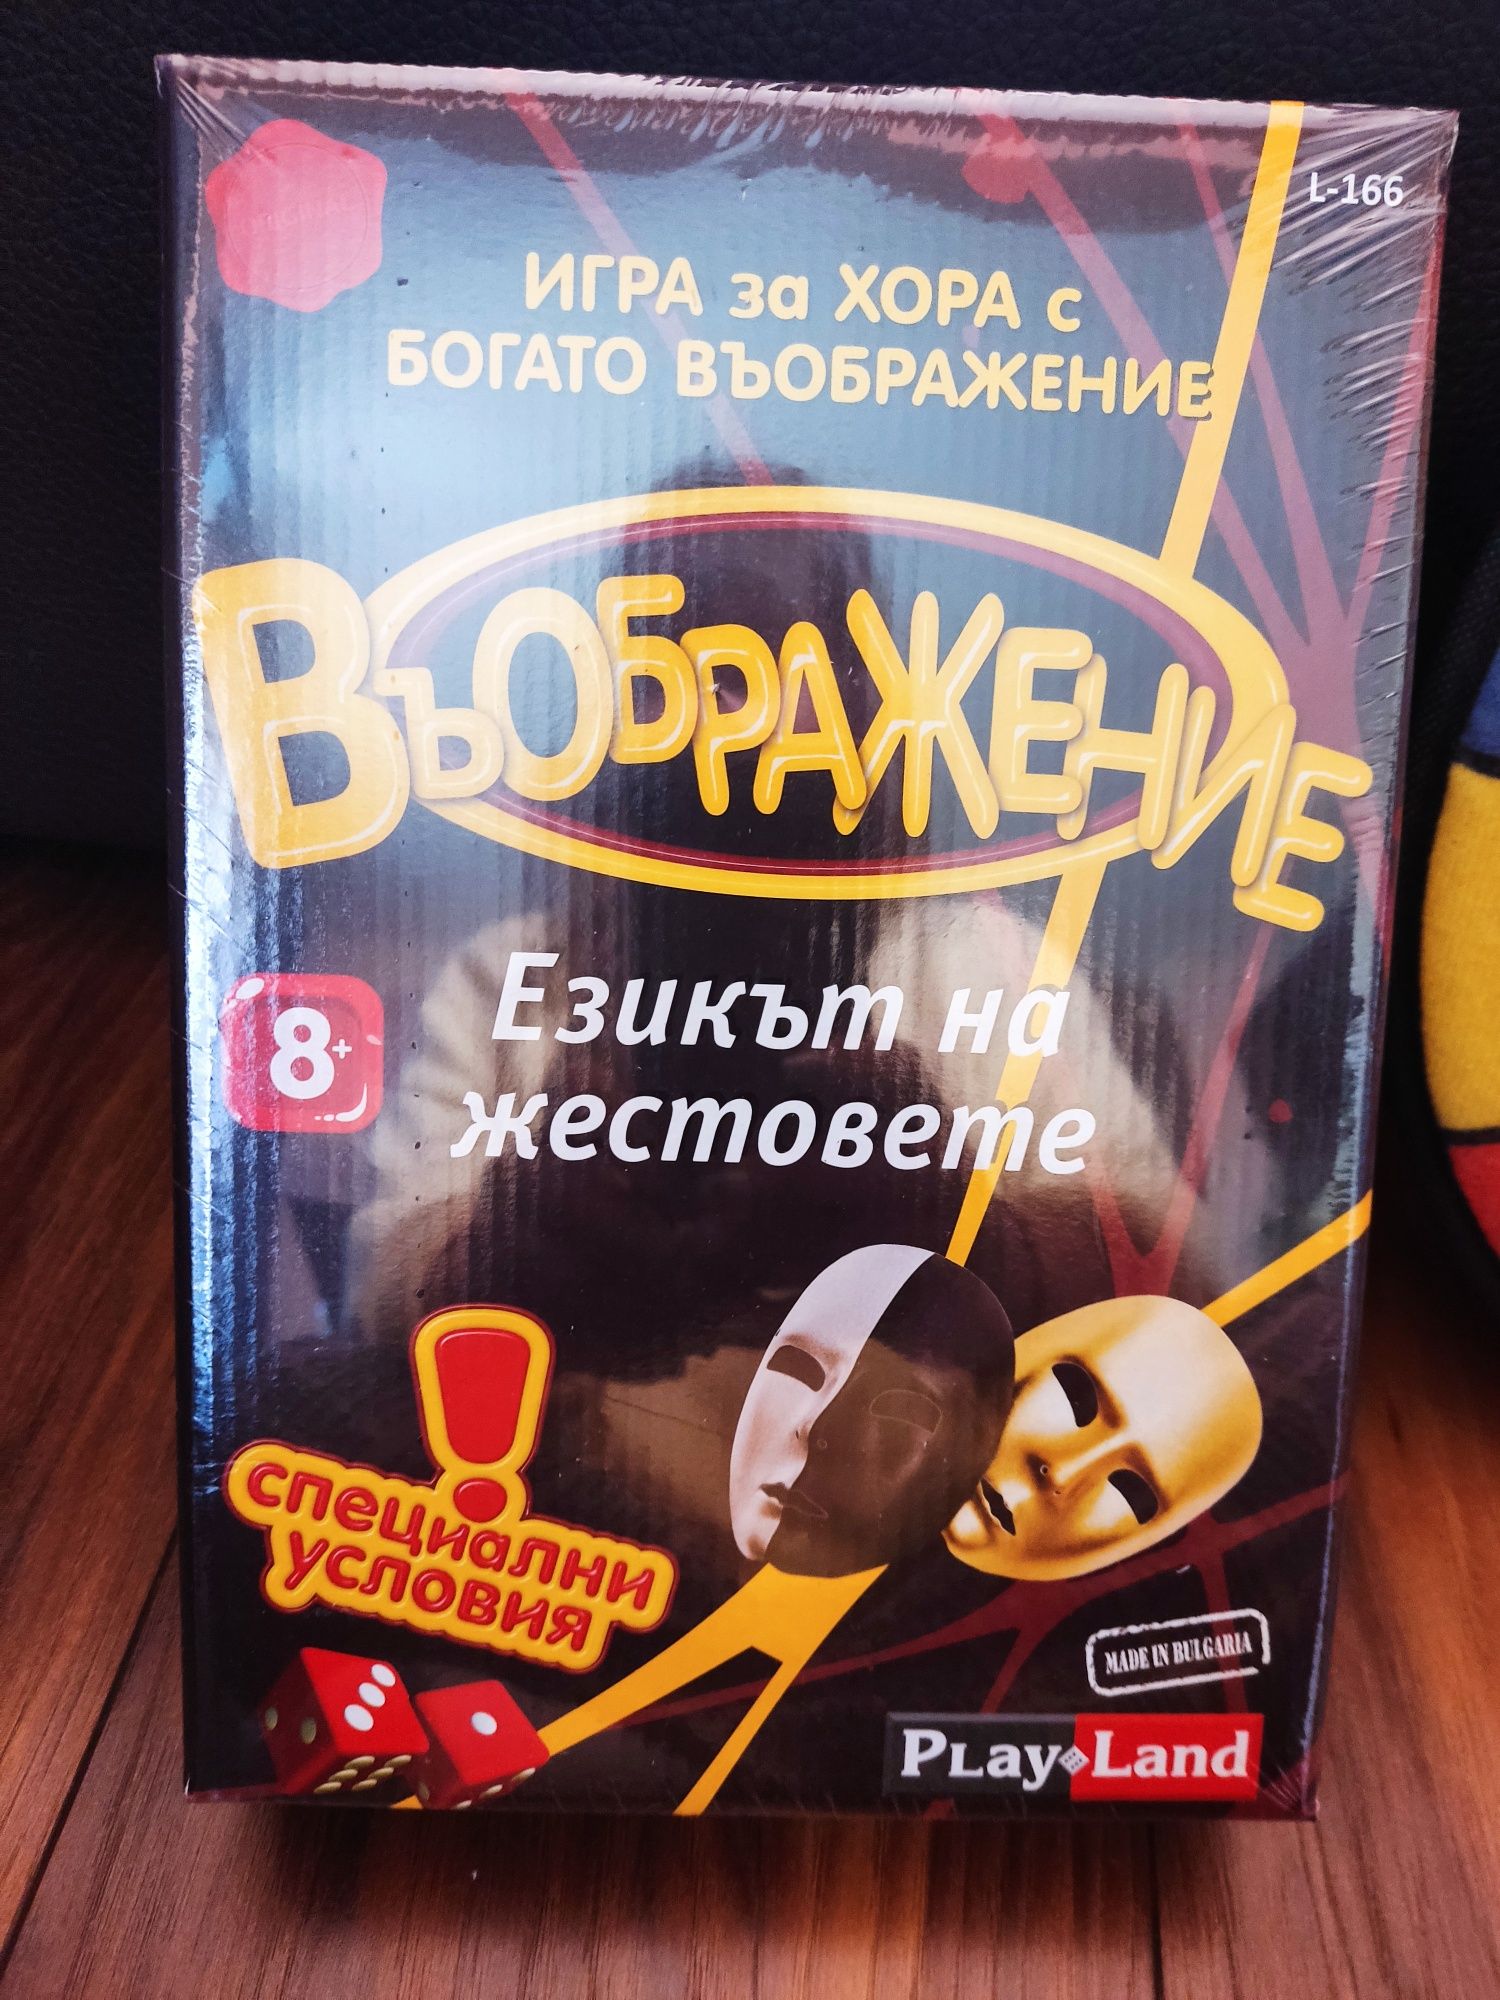 L-166
ИГРА за ХОРА с
БОГАТО ВЪОБРАЖЕНИЕ
ВЪОБРАЖЕНИЕ
Езикът на
жестовете
8+
специални
условия
MADE IN BULGARIA
PLay Land